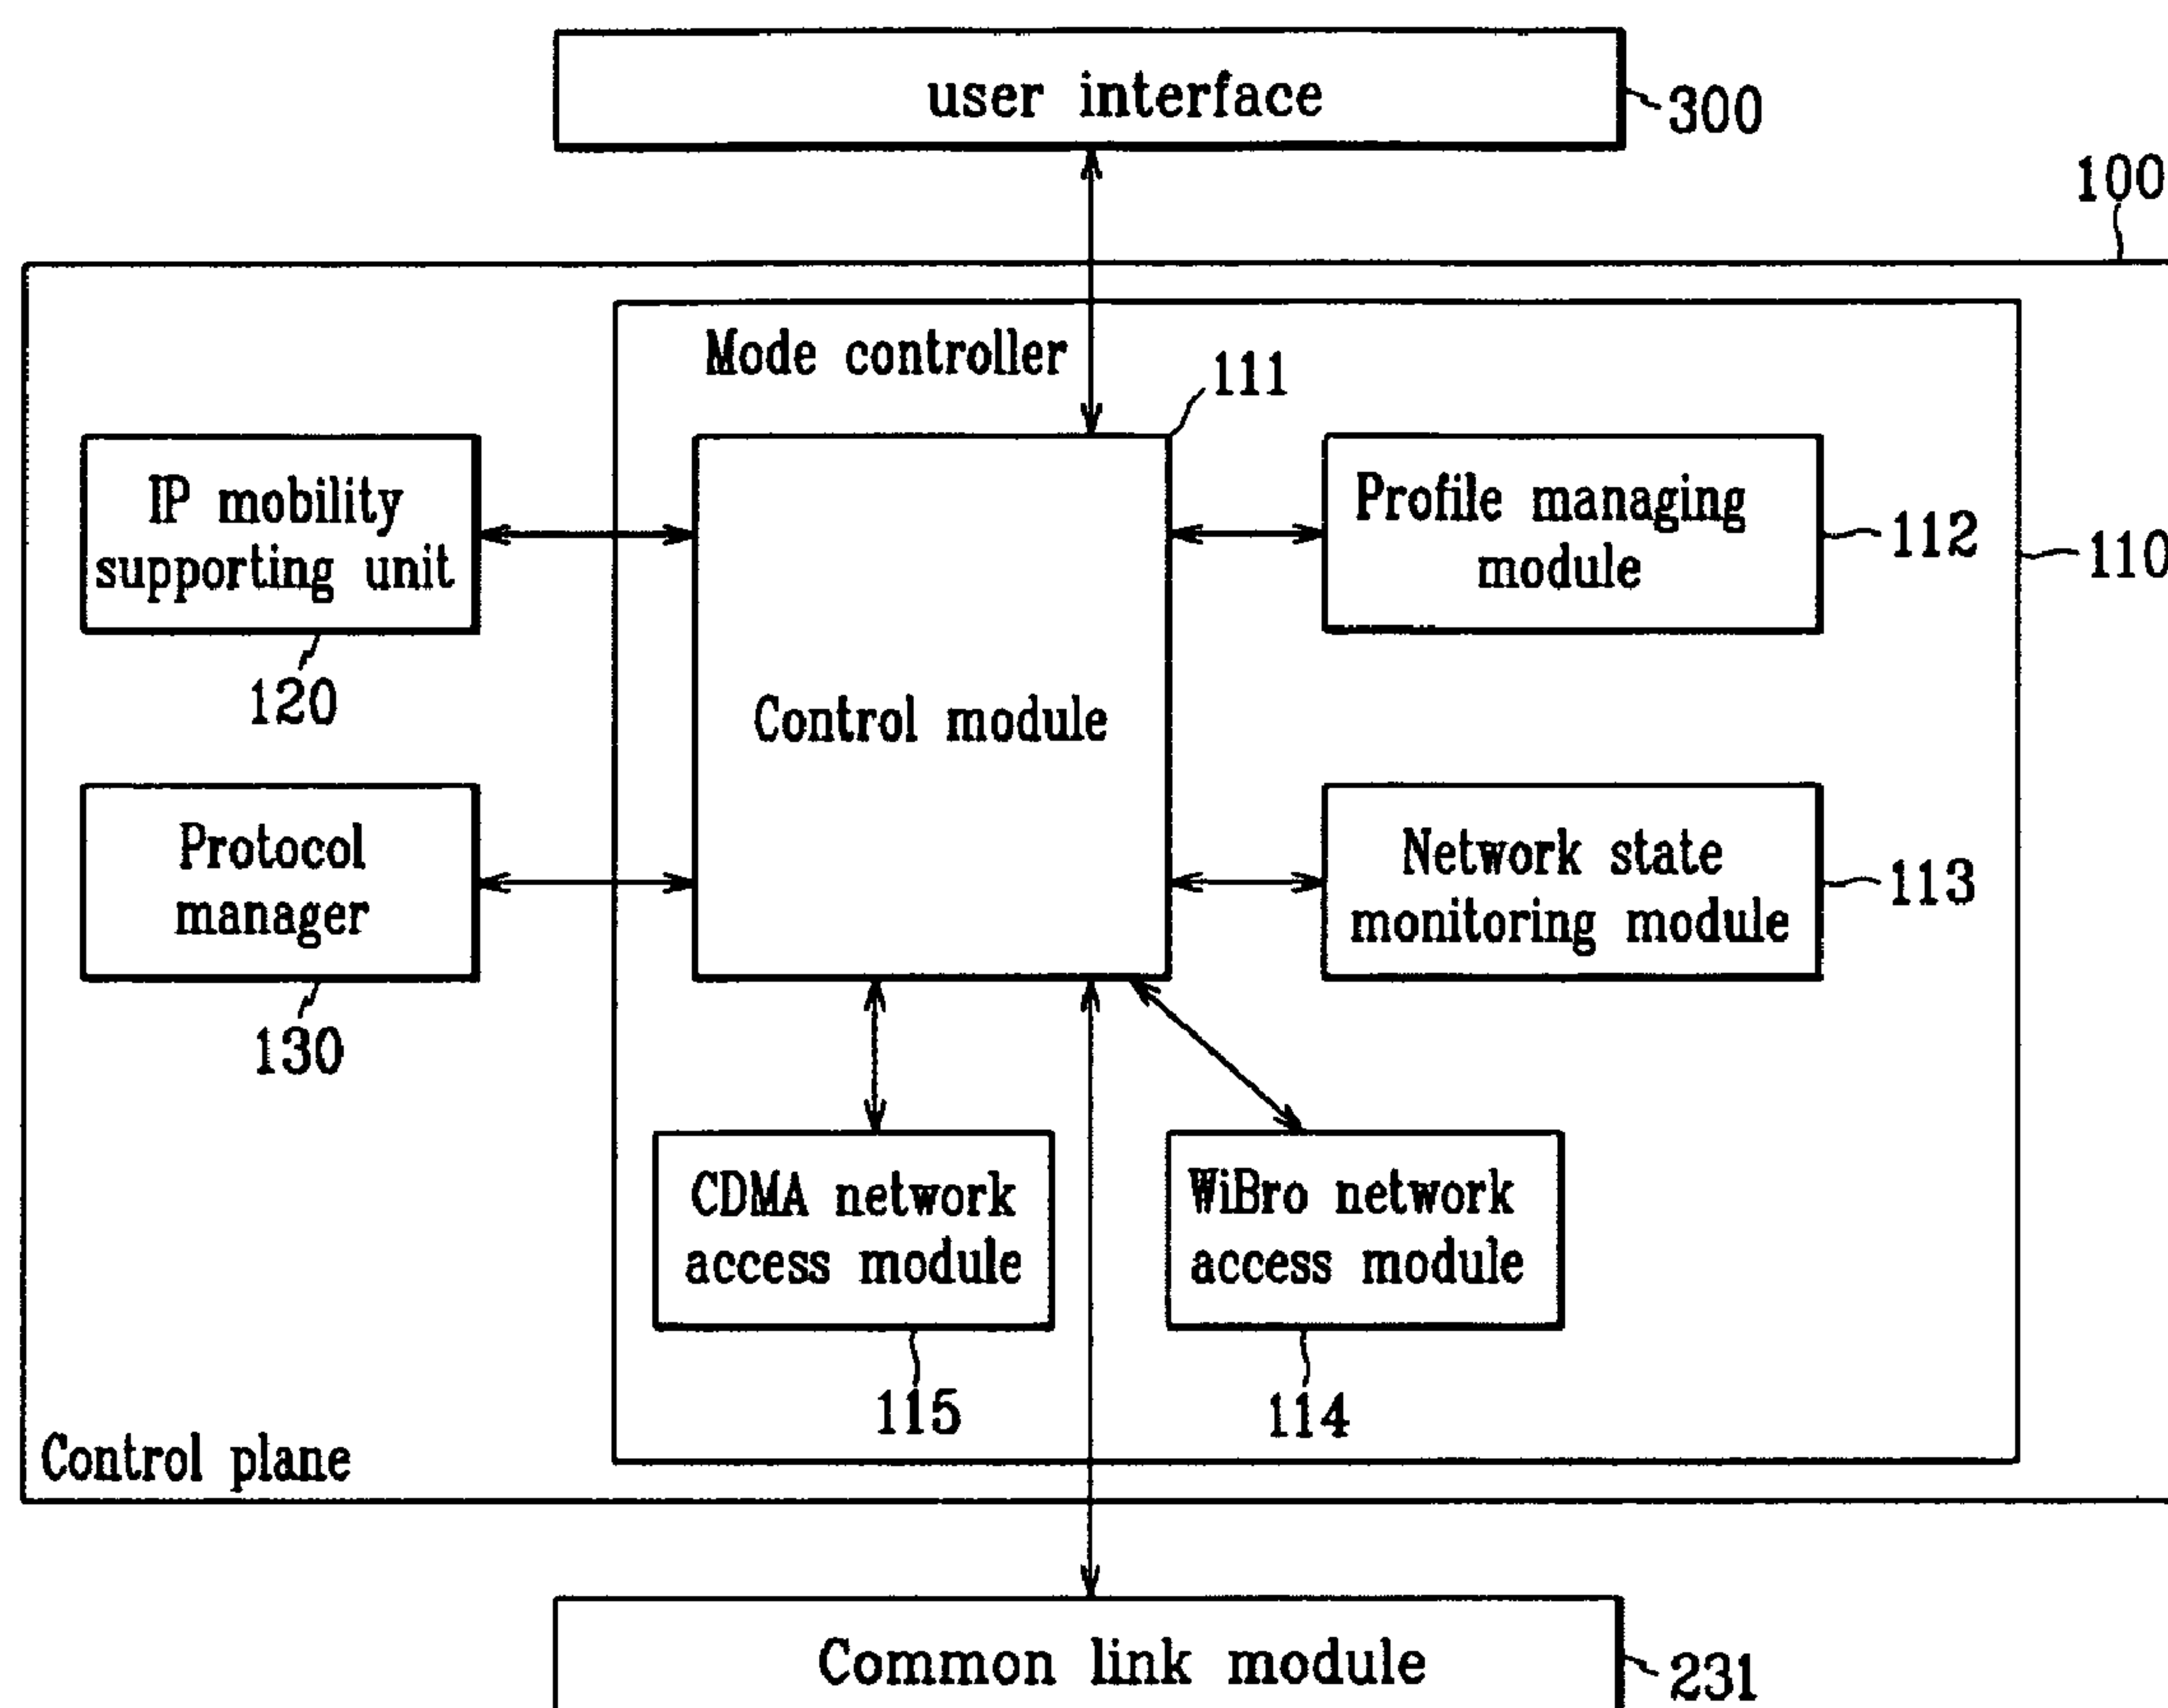 user interface
300
100
Mode controller
111
IP mobility
supporting unit
120
Profile managing
module
112
110
Control module
Protocol
manager
130
Network state
monitoring module
113
CDMA network
access module
115
WiBro network
access module
114
Control plane
Common link module
231